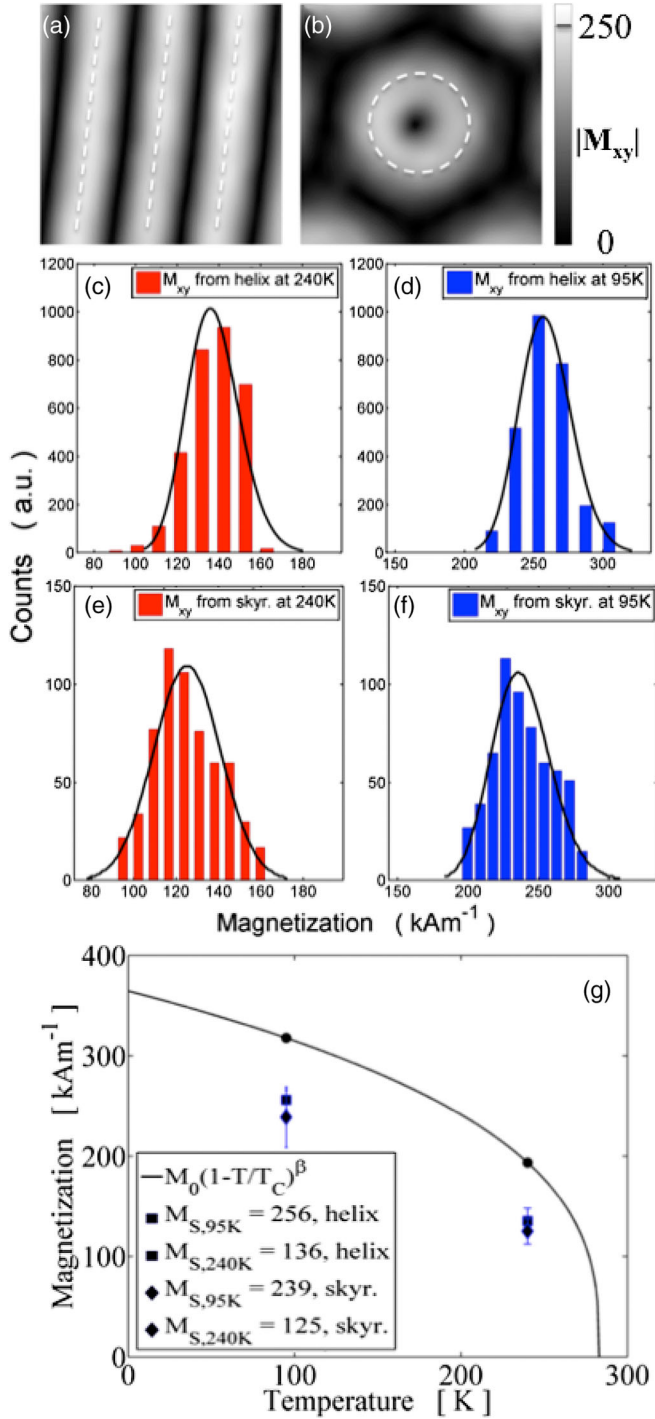 (a)
(b)
250
|Mxy|
0
(c)
Mxy from helix at 240K
1200
1000
800
600
400
200
0
80 100 120 140 160 180
(d)
Mxy from helix at 95K
1200
1000
800
600
400
200
0
150 200 250 300
Counts ( a.u. )
(e)
Mxy from skyr. at 240K
150
100
50
0
80 100 120 140 160 180
(f)
Mxy from skyr. at 95K
150
100
50
0
150 200 250 300
Magnetization ( kAm-1 )
(g)
400
300
200
100
0
Magnetization [ kAm-1 ]
M0(1-T/TC)β
MS,95K = 256, helix
MS,240K = 136, helix
MS,95K = 239, skyr.
MS,240K = 125, skyr.
0 100 200 300
Temperature [ K ]